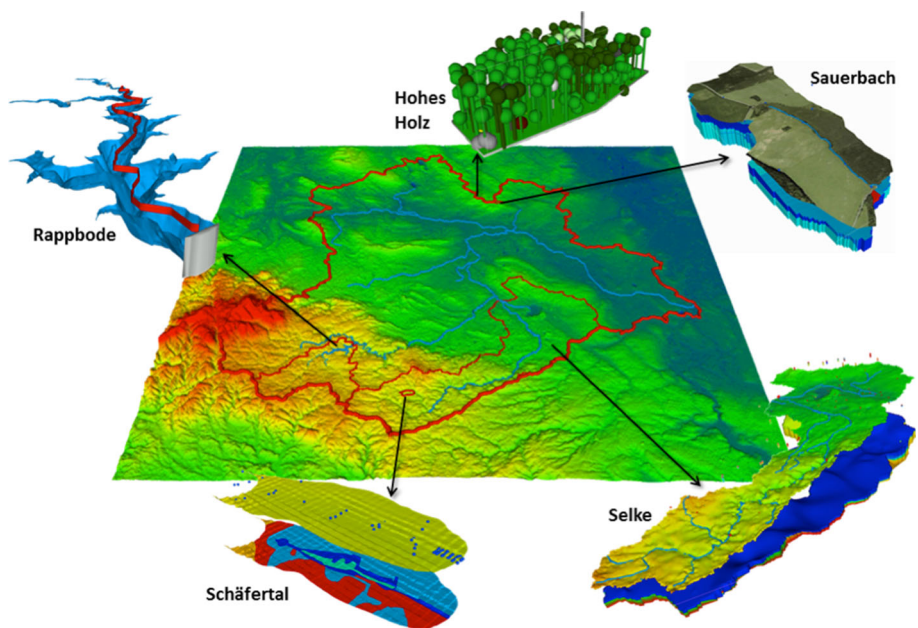 Hohes
Holz
Sauerbach
Rappbode
Selke
Schäfertal